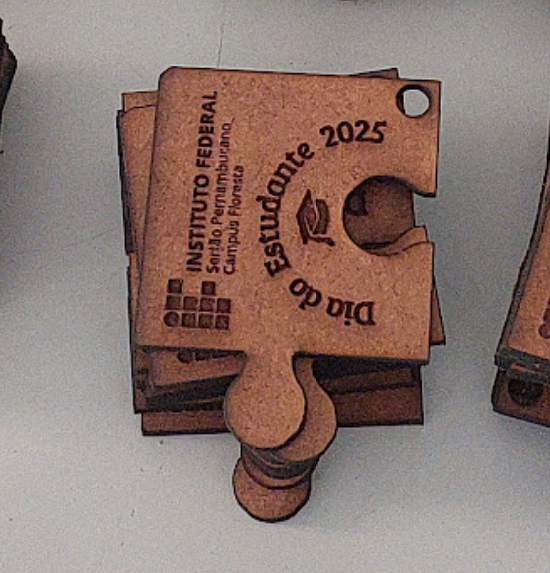 INSTITUTO FEDERAL
Sertão Pernambucano
Campus Floresta
Dia do Estudante 2025